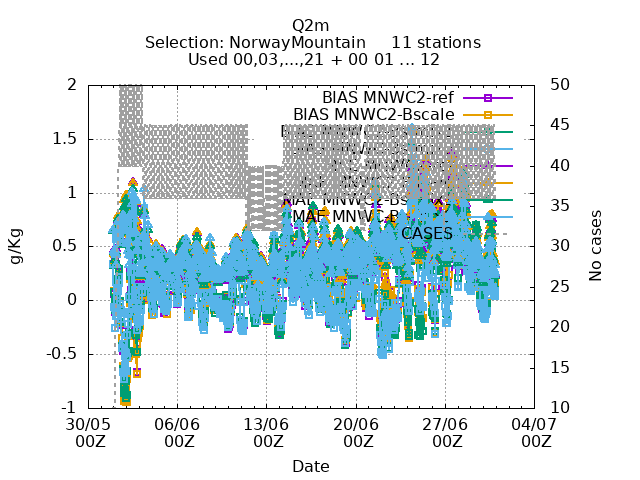 Q2m
Selection: NorwayMountain 11 stations
Used 00,03,...,21 + 00 01 ... 12
BIAS MNWC2-ref
BIAS MNWC2-Bscale
CASES
g/Kg
No cases
2
1.5
1
0.5
0
-0.5
-1
50
45
40
35
30
25
20
15
10
30/05 06/06 13/06 20/06 27/06 04/07
00Z 00Z 00Z 00Z 00Z 00Z
Date